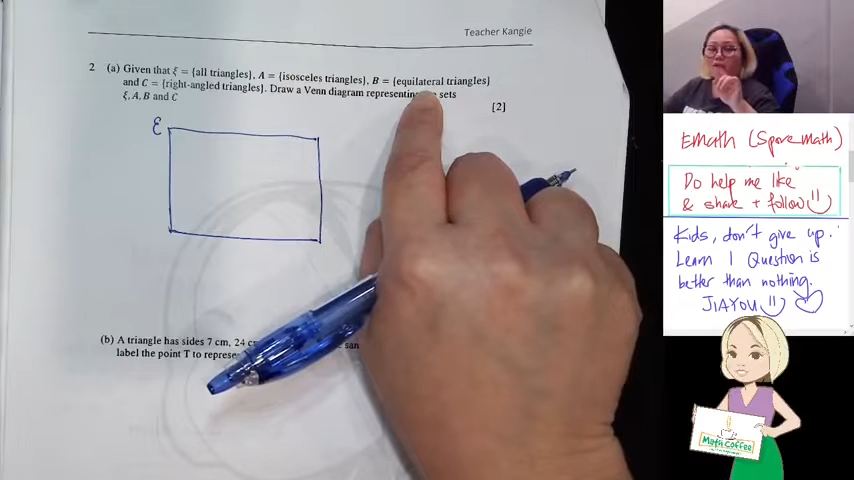 Teacher Kangie
2 (a) Given that ξ = {all triangles}, A = {isosceles triangles}, B = {equilateral triangles}
and C = {right-angled triangles}. Draw a Venn diagram representing sets
ξ, A, B and C
[2]
ξ
(b) A triangle has sides 7 cm, 24
label the point T to
EMath (Spore math)
Do help me like
& share + follow
Kids, don't give up.
Learn 1 Question is
better than nothing.
JIAYOU
Math Coffee